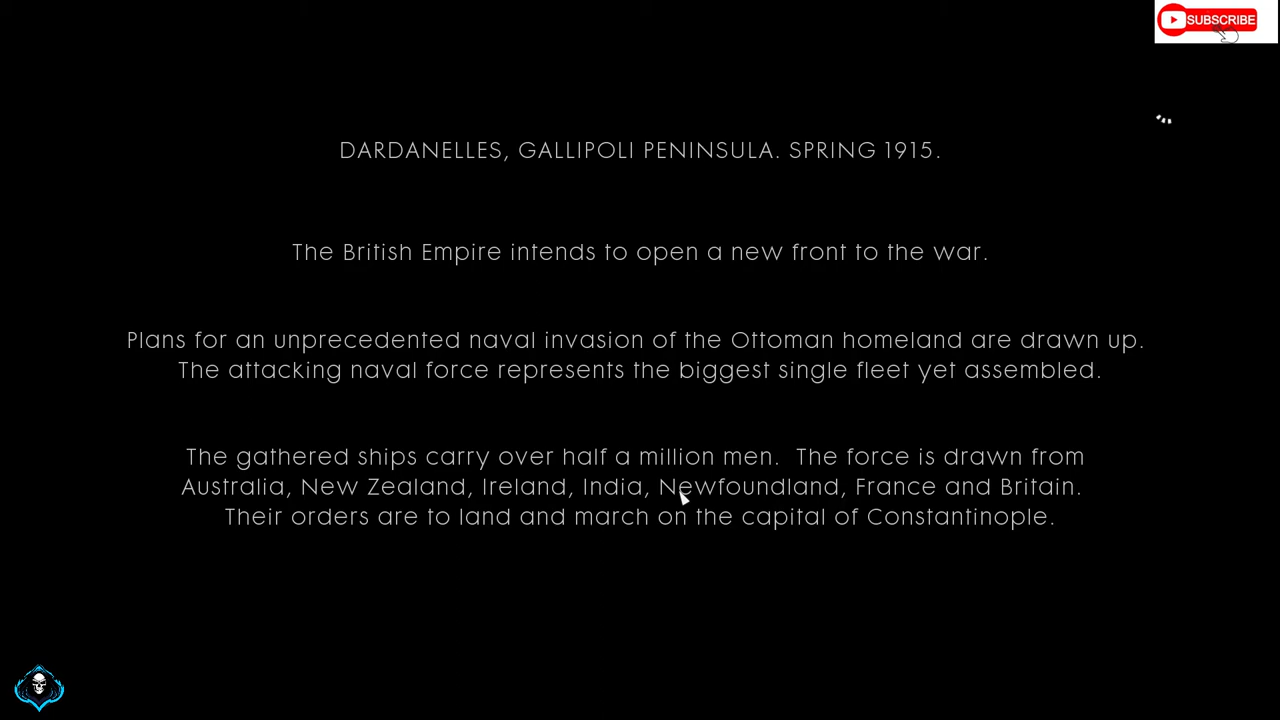 SUBSCRIBE
DARDANELLES, GALLIPOLI PENINSULA. SPRING 1915.
The British Empire intends to open a new front to the war.
Plans for an unprecedented naval invasion of the Ottoman homeland are drawn up.
The attacking naval force represents the biggest single fleet yet assembled.
The gathered ships carry over half a million men.  The force is drawn from
Australia, New Zealand, Ireland, India, Newfoundland, France and Britain.
Their orders are to land and march on the capital of Constantinople.